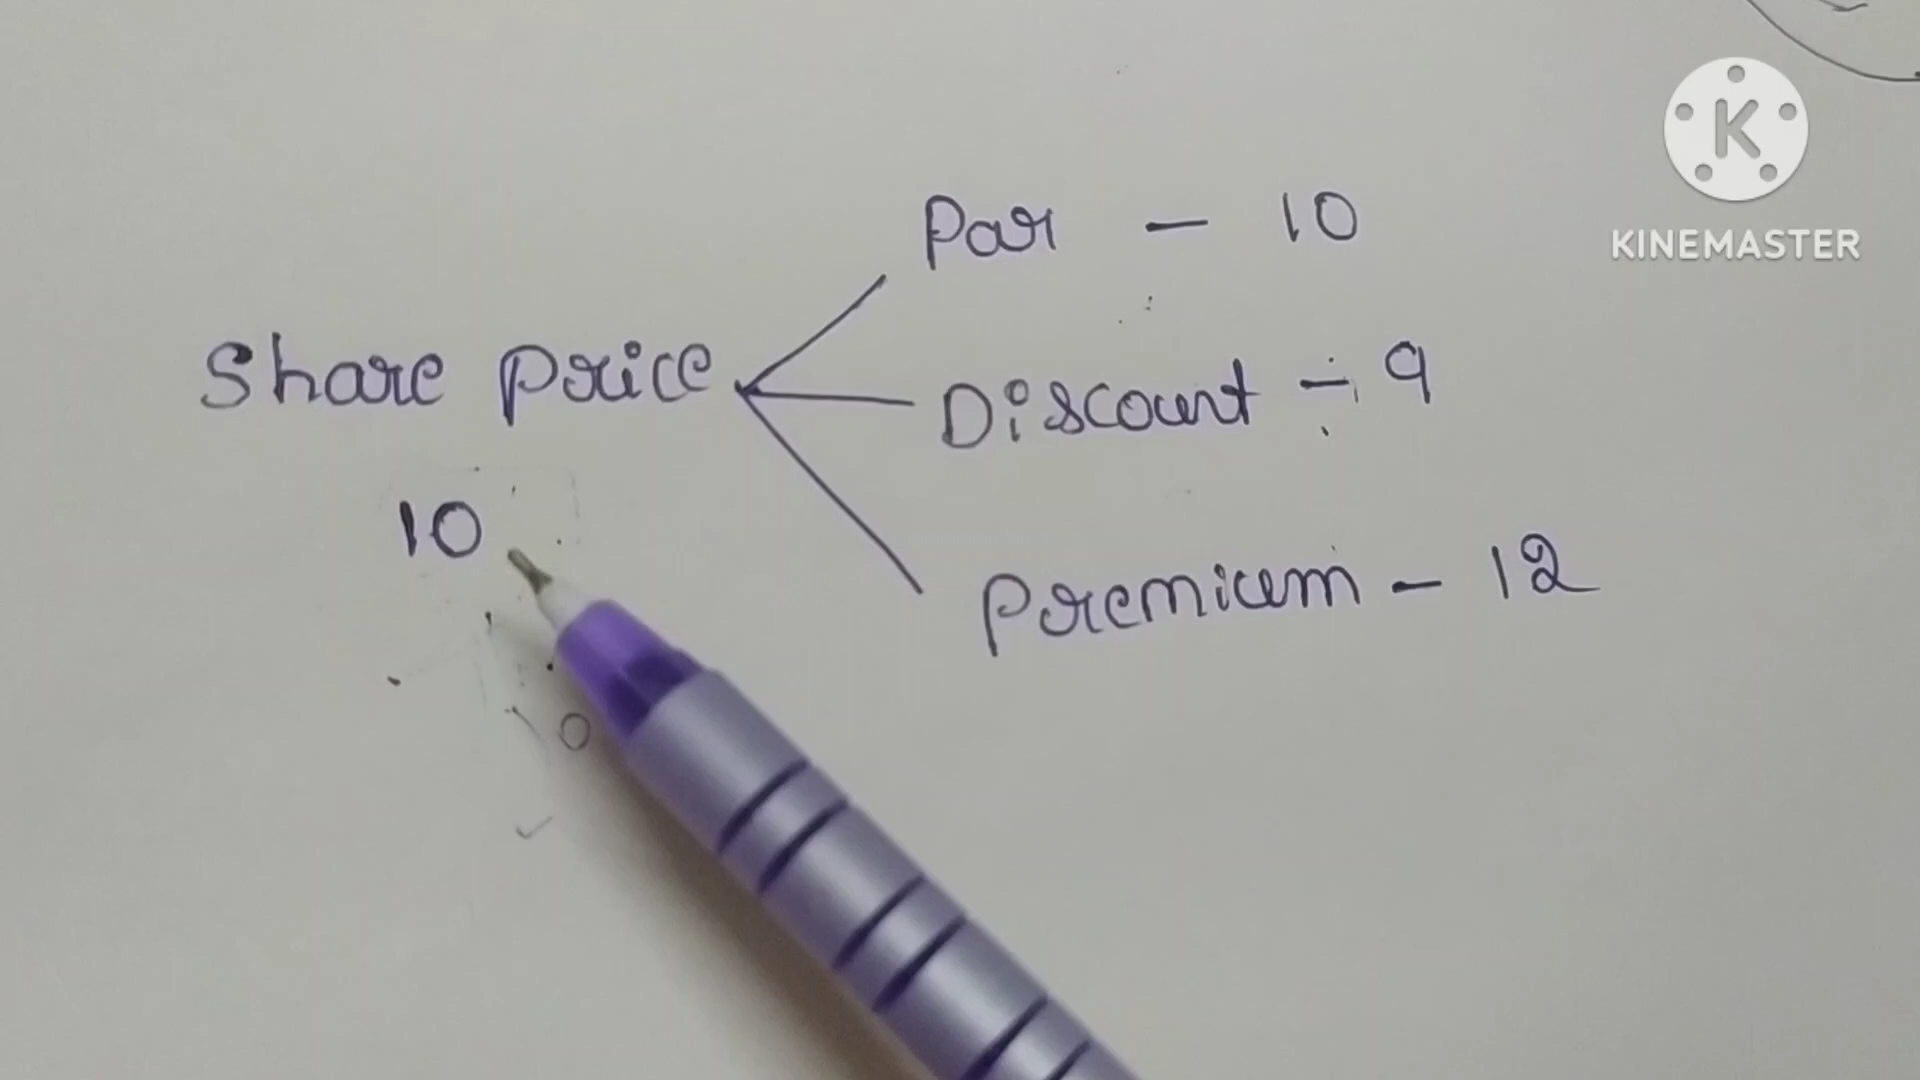 Par - 10
Share price
Discount - 9
10
Premium - 12
KINEMASTER